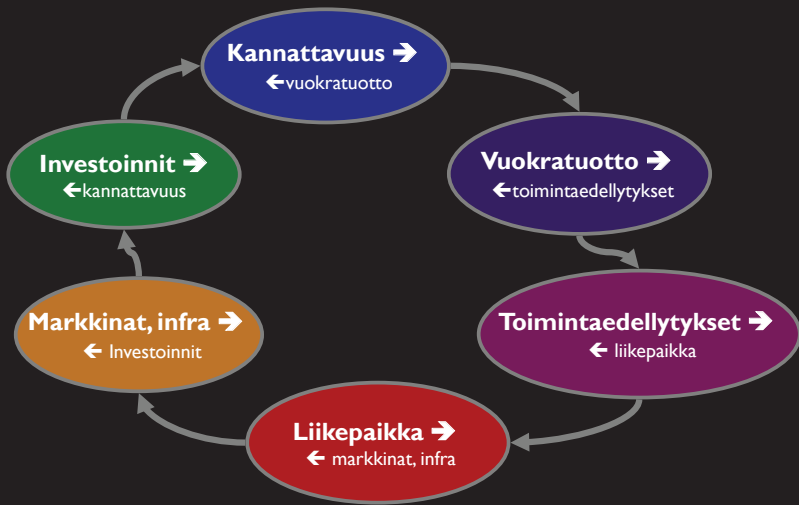 Kannattavuus ➔
←vuokratuotto
Vuokratuotto ➔
←toimintaedellytykset
Toimintaedellytykset ➔
← liikepaikka
Liikepaikka ➔
← markkinat, infra
Markkinat, infra ➔
← Investoinnit
Investoinnit ➔
←kannattavuus